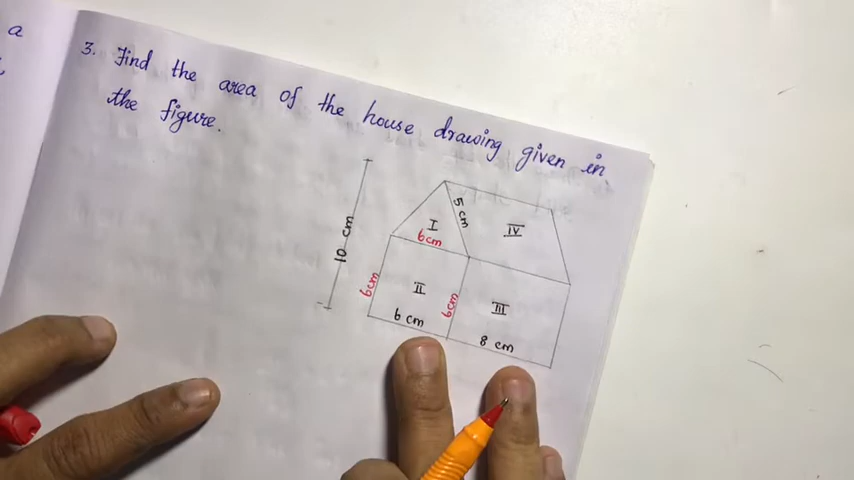 a
3. Find the area of the house drawing given in
the figure.
10 cm
I
5 cm
IV
6cm
6cm
II
6cm
III
6 cm
8 cm